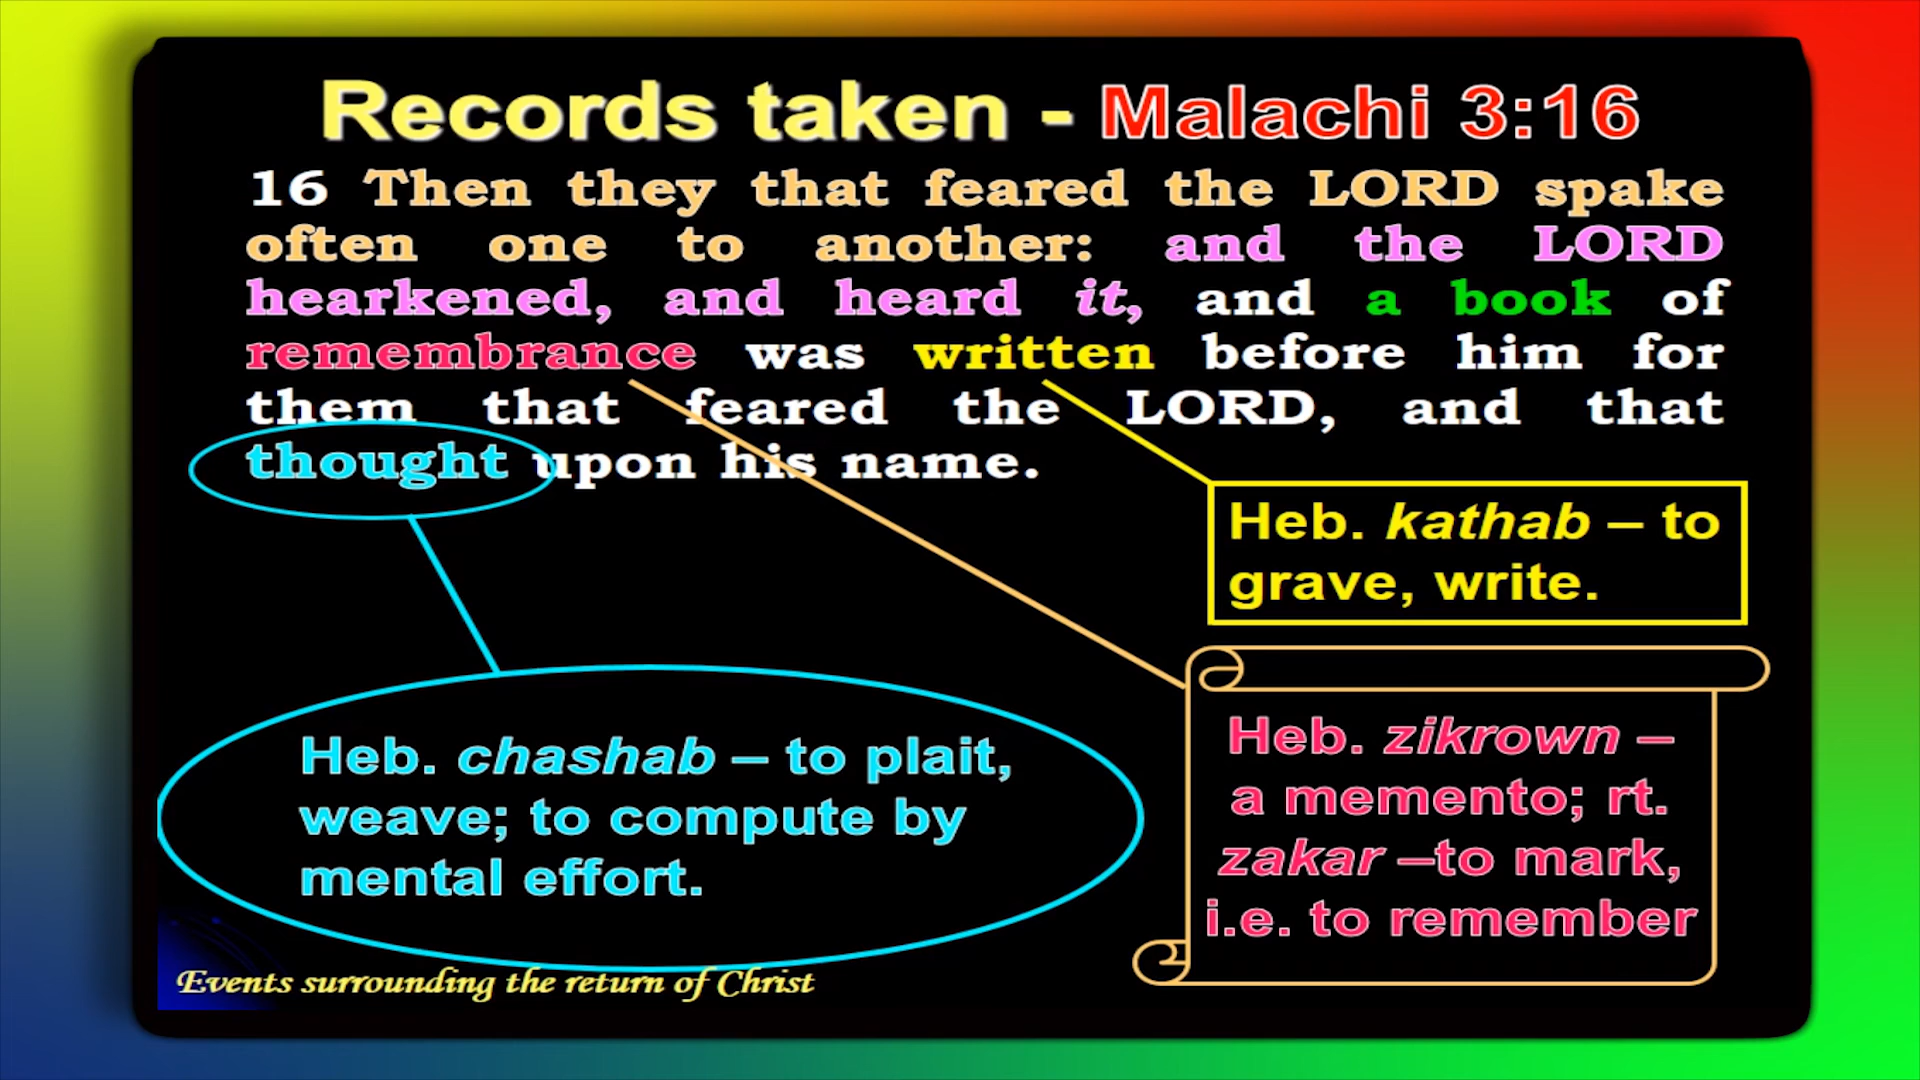 Records taken - Malachi 3:16
16 Then they that feared the LORD spake
often one to another: and the LORD
hearkened, and heard it, and a book of
remembrance was written before him for
them that feared the LORD, and that
thought upon his name.
Heb. kathab – to
grave, write.
Heb. chashab – to plait,
weave; to compute by
mental effort.
Heb. zikrown –
a memento; rt.
zakar –to mark,
i.e. to remember
Events surrounding the return of Christ